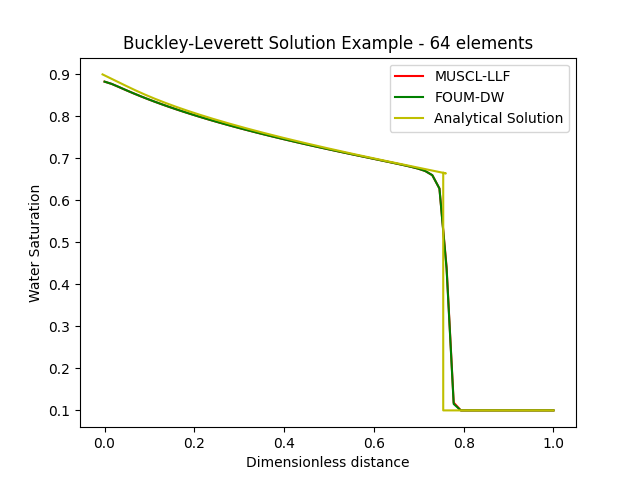 Buckley-Leverett Solution Example - 64 elements
MUSCL-LLF
FOUM-DW
Analytical Solution
Water Saturation
0.9
0.8
0.7
0.6
0.5
0.4
0.3
0.2
0.1
0.0 0.2 0.4 0.6 0.8 1.0
Dimensionless distance